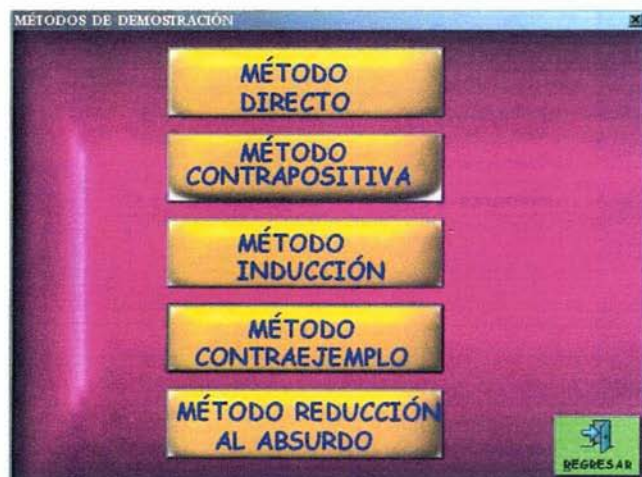 MÉTODOS DE DEMOSTRACIÓN
MÉTODO
DIRECTO
MÉTODO
CONTRAPOSITIVA
MÉTODO
INDUCCIÓN
MÉTODO
CONTRAEJEMPLO
MÉTODO REDUCCIÓN
AL ABSURDO
REGRESAR